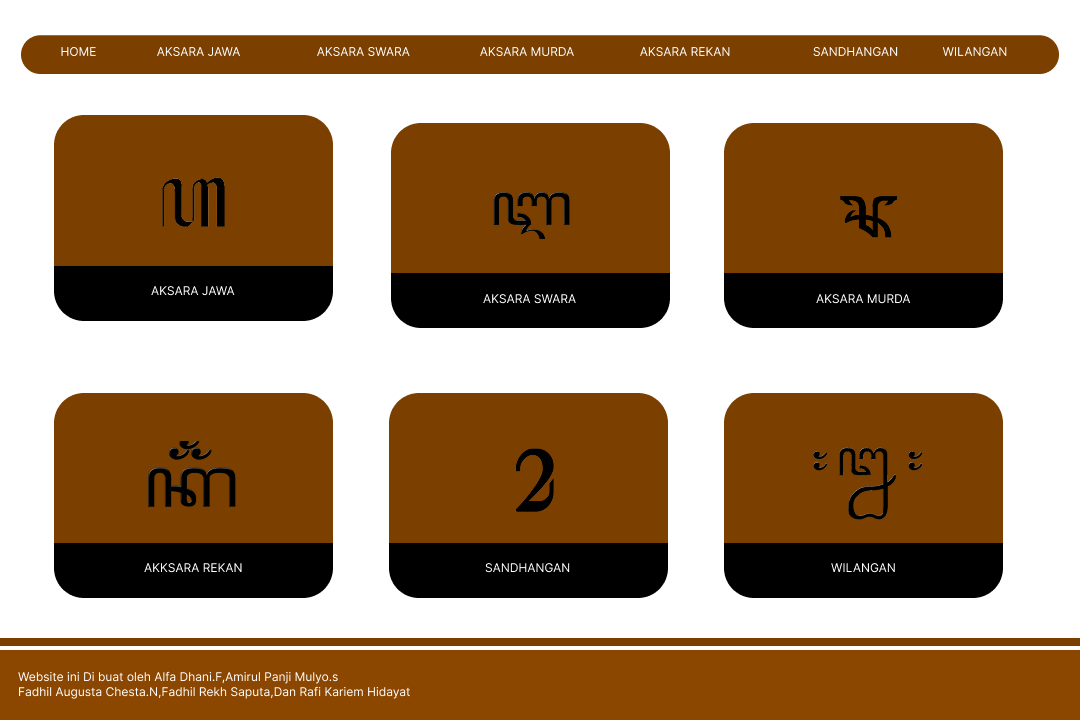 HOME AKSARA JAWA AKSARA SWARA AKSARA MURDA AKSARA REKAN SANDHANGAN WILANGAN
ꦲ
AKSARA JAWA
AKSARA SWARA
AKSARA MURDA
ꦏ꦳
AKKSARA REKAN
ꦺ
SANDHANGAN
WILANGAN
Website ini Di buat oleh Alfa Dhani.F,Amirul Panji Mulyo.s
Fadhil Augusta Chesta.N,Fadhil Rekh Saputa,Dan Rafi Kariem Hidayat